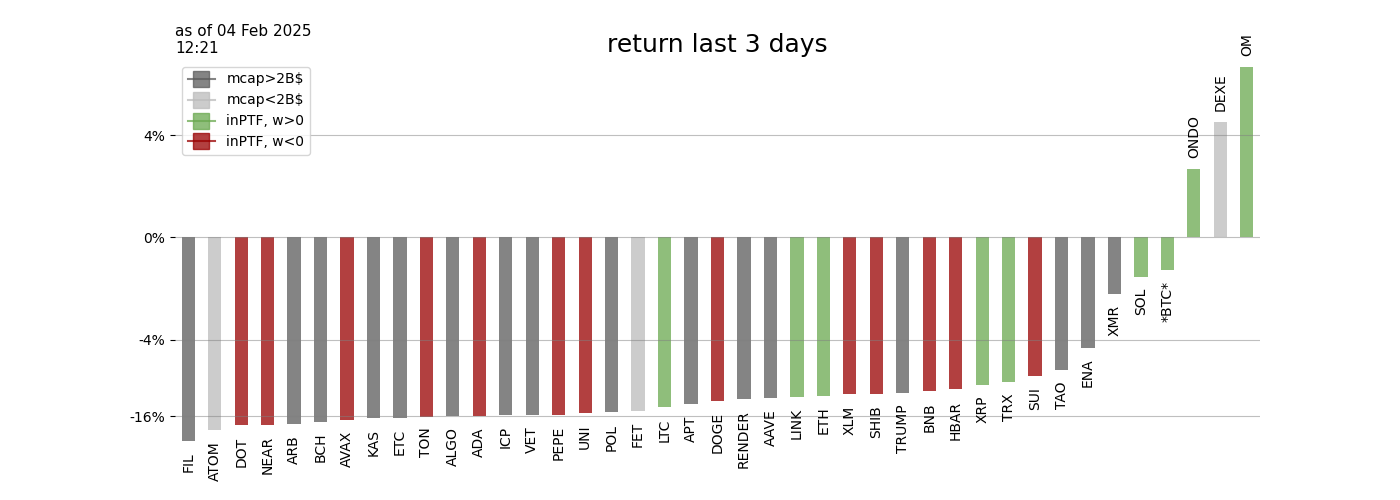 as of 04 Feb 2025
12:21
return last 3 days
mcap>2B$
mcap<2B$
inPTF, w>0
inPTF, w<0
4%
0%
-4%
-16%
FIL
ATOM
DOT
NEAR
ARB
BCH
AVAX
KAS
ETC
TON
ALGO
ADA
ICP
VET
PEPE
UNI
POL
FET
LTC
APT
DOGE
RENDER
AAVE
LINK
ETH
XLM
SHIB
TRUMP
BNB
HBAR
XRP
TRX
SUI
TAO
ENA
XMR
SOL
*BTC*
ONDO
DEXE
OM